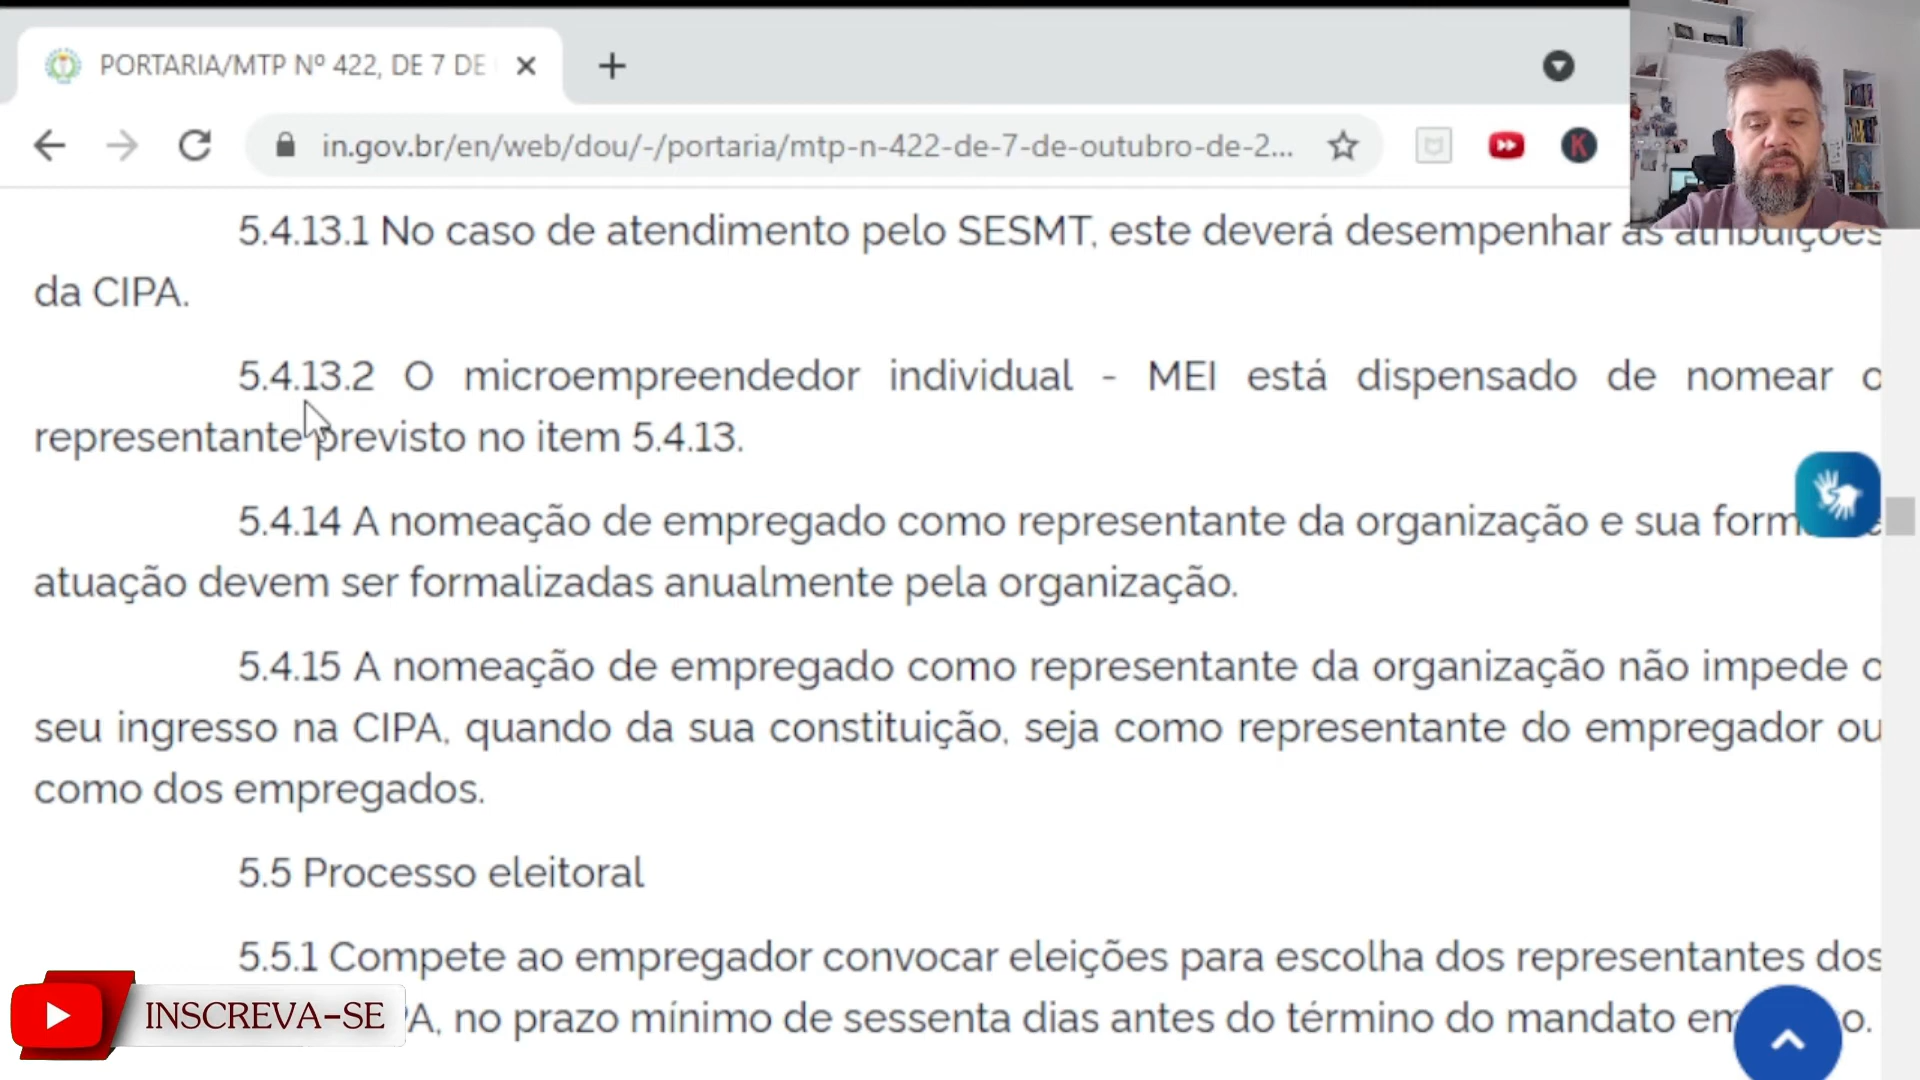 PORTARIA/MTP Nº 422, DE 7 DE
in.gov.br/en/web/dou/-/portaria/mtp-n-422-de-7-de-outubro-de-2...
5.4.13.1 No caso de atendimento pelo SESMT, este deverá desempenhar as atribuições
da CIPA.
5.4.13.2 O microempreendedor individual - MEI está dispensado de nomear o
representante previsto no item 5.4.13.
5.4.14 A nomeação de empregado como representante da organização e sua form
atuação devem ser formalizadas anualmente pela organização.
5.4.15 A nomeação de empregado como representante da organização não impede o
seu ingresso na CIPA, quando da sua constituição, seja como representante do empregador ou
como dos empregados.
5.5 Processo eleitoral
5.5.1 Compete ao empregador convocar eleições para escolha dos representantes dos
PA, no prazo mínimo de sessenta dias antes do término do mandato em
INSCREVA-SE
K